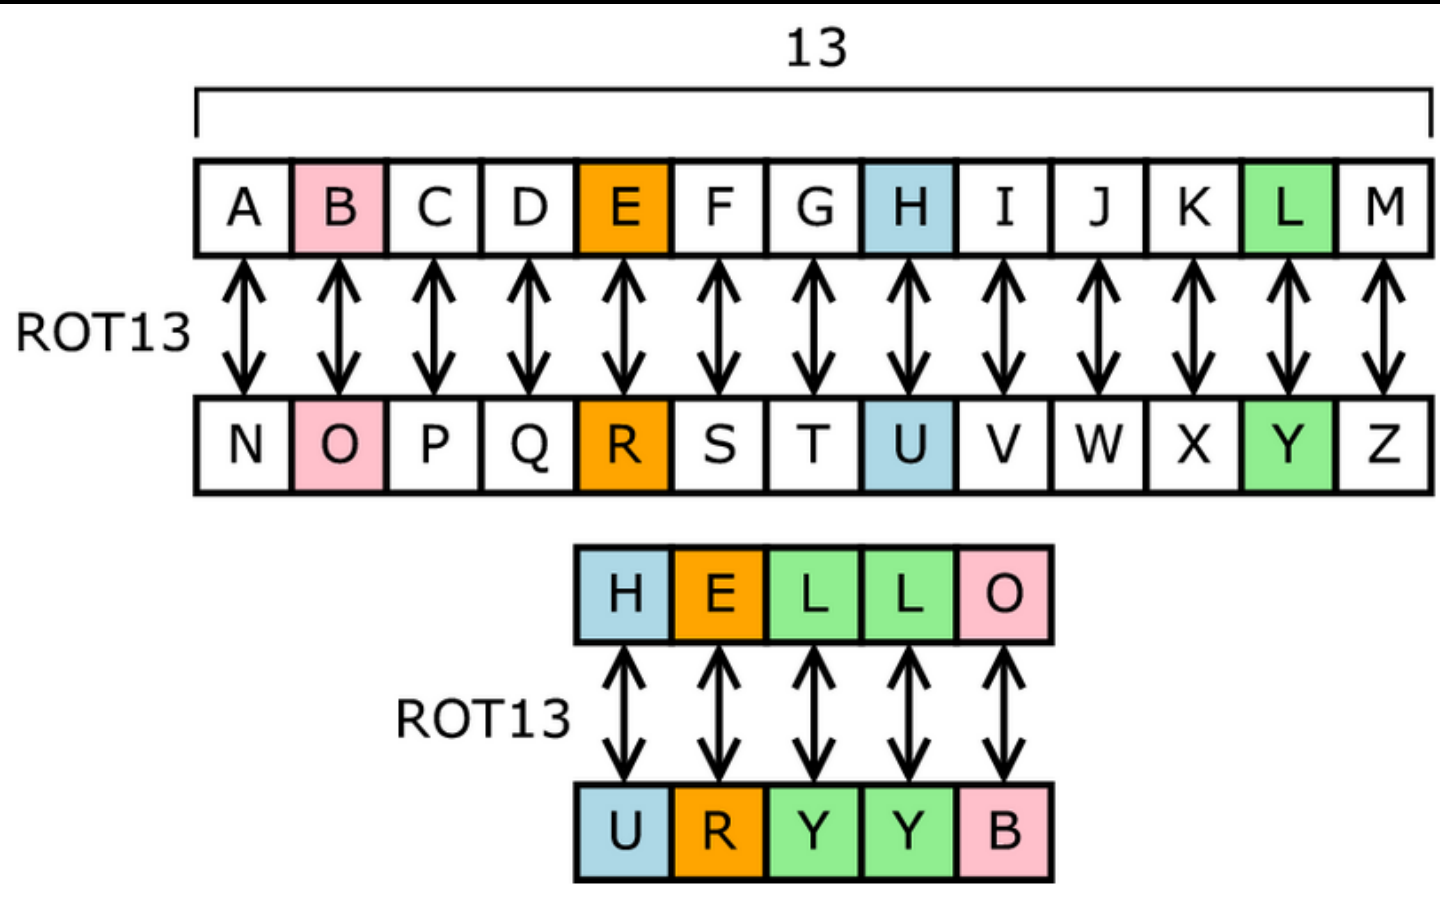 13
A B C D E F G H I J K L M
ROT13
N O P Q R S T U V W X Y Z
H E L L O
ROT13
U R Y Y B